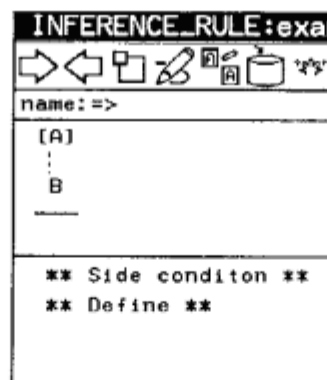 INFERENCE_RULE:exa
name:=>
[A]
B
** Side conditon **
** Define **